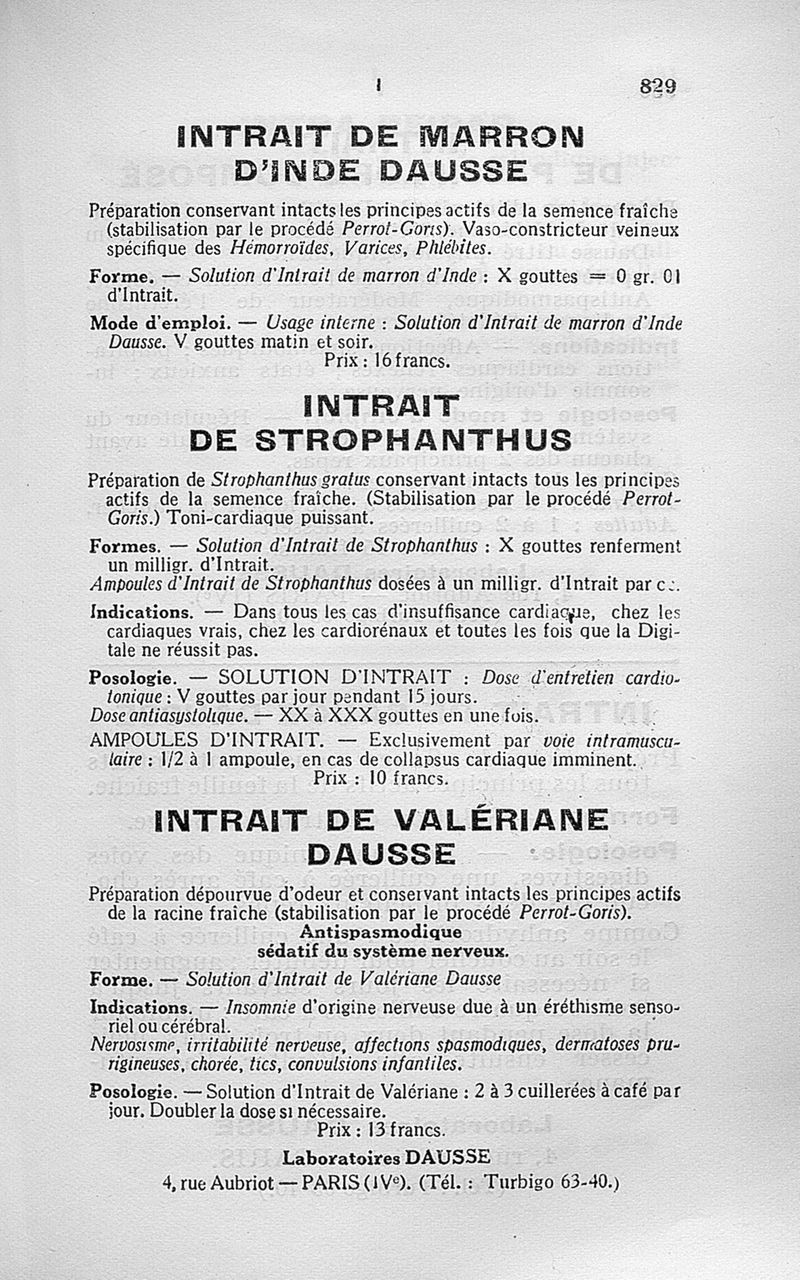 I 829
INTRAIT DE MARRON
D'INDE DAUSSE
Préparation conservant intacts les principes actifs de la semence fraîche
(stabilisation par le procédé Perrot-Goris). Vaso-constricteur veineux
spécifique des Hémorroïdes, Varices, Phlébites.
Forme. — Solution d'Intrait de marron d'Inde : X gouttes = 0 gr. 01
d'Intrait.
Mode d'emploi. — Usage interne : Solution d'Intrait de marron d'Inde
Dausse. V gouttes matin et soir.
Prix : 16 francs.
INTRAIT
DE STROPHANTHUS
Préparation de Strophanthus gratus conservant intacts tous les principes
actifs de la semence fraîche. (Stabilisation par le procédé Perrot-
Goris.) Toni-cardiaque puissant.
Formes. — Solution d'Intrait de Strophanthus : X gouttes renferment
un milligr. d'Intrait.
Ampoules d'Intrait de Strophanthus dosées à un milligr. d'Intrait par cc.
Indications. — Dans tous les cas d'insuffisance cardiaque, chez les
cardiaques vrais, chez les cardiorénaux et toutes les fois que la Digi-
tale ne réussit pas.
Posologie. — SOLUTION D'INTRAIT : Dose d'entretien cardio-
tonique : V gouttes par jour pendant 15 jours.
Dose antiasystolique. — XX à XXX gouttes en une fois.
AMPOULES D'INTRAIT. — Exclusivement par voie intramuscu-
laire : 1/2 à 1 ampoule, en cas de collapsus cardiaque imminent.
Prix : 10 francs.
INTRAIT DE VALÉRIANE
DAUSSE
Préparation dépourvue d'odeur et conservant intacts les principes actifs
de la racine fraîche (stabilisation par le procédé Perrot-Goris).
Antispasmodique
sédatif du système nerveux.
Forme. — Solution d'Intrait de Valériane Dausse
Indications. — Insomnie d'origine nerveuse due à un éréthisme senso-
riel ou cérébral.
Nervosisme, irritabilité nerveuse, affections spasmodiques, dermatoses pru-
rigineuses, chorée, tics, convulsions infantiles.
Posologie. — Solution d'Intrait de Valériane : 2 à 3 cuillerées à café par
jour. Doubler la dose si nécessaire.
Prix : 13 francs.
Laboratoires DAUSSE
4, rue Aubriot — PARIS (IVe). (Tél. : Turbigo 63-40.)